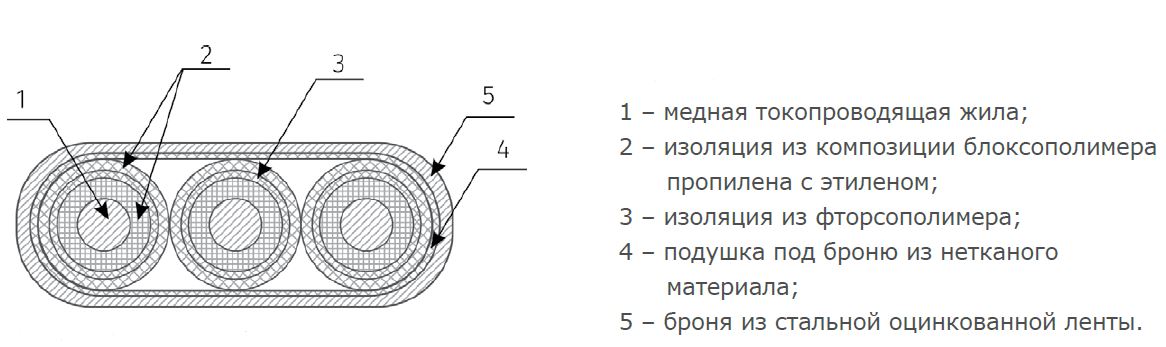 2
3
1
5
4
1 – медная токопроводящая жила;
2 – изоляция из композиции блоксополимера
пропилена с этиленом;
3 – изоляция из фторсополимера;
4 – подушка под броню из нетканого
материала;
5 – броня из стальной оцинкованной ленты.